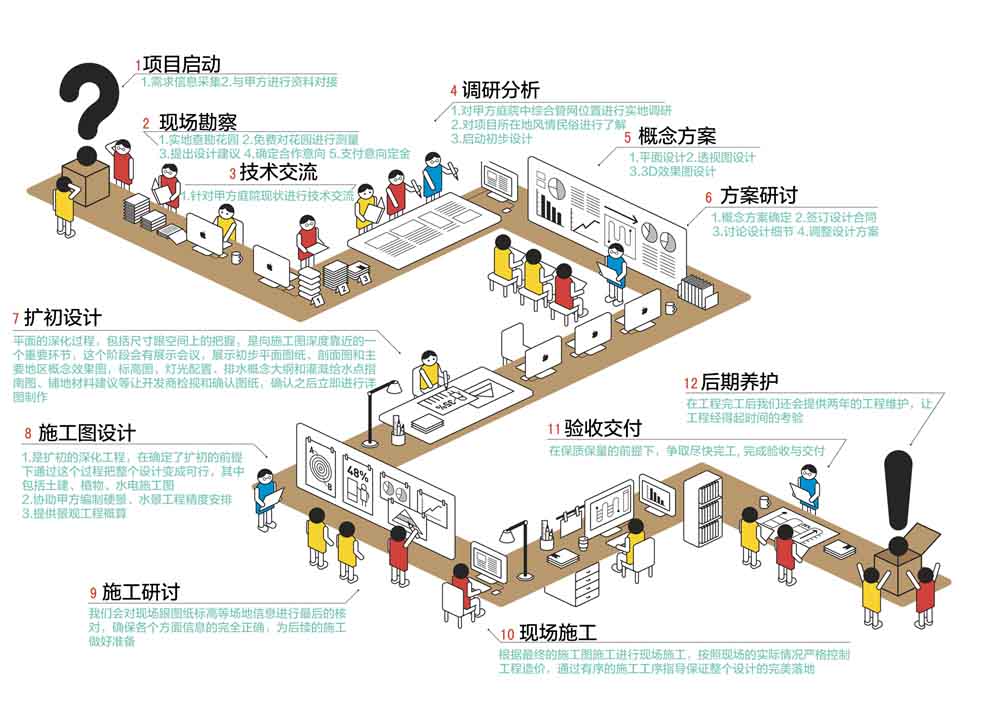 1 项目启动
1.需求信息采集2.与甲方进行资料对接
2 现场勘察
1.实地查勘花园 2.免费对花园进行测量
3.提出设计建议 4.确定合作意向 5.支付意向定金
3 技术交流
1.针对甲方庭院现状进行技术交流
4 调研分析
1.对甲方庭院中综合管网位置进行实地调研
2.对项目所在地风情民俗进行了解
3.启动初步设计
5 概念方案
1.平面设计2.透视图设计
3.3D效果图设计
6 方案研讨
1.概念方案确定 2.签订设计合同
3.讨论设计细节 4.调整设计方案
1
2
3
7 扩初设计
平面的深化过程，包括尺寸跟空间上的把握，是向施工图深度靠近的一
个重要环节，这个阶段会有展示会议，展示初步平面图纸、剖面图和主
要地区概念效果图，标高图，灯光配置、排水概念大纲和灌溉给水点指
南图、铺地材料建议等让开发商检视和确认图纸，确认之后立即进行详
图制作
35%
8 施工图设计
1.是扩初的深化工程，在确定了扩初的前提
下通过这个过程把整个设计变成可行，其中
包括土建、植物、水电施工图
2.协助甲方编制硬景、水景工程精度安排
3.提供景观工程概算
A
B
48%
9 施工研讨
我们会对现场跟图纸标高等场地信息进行最后的核
对，确保各个方面信息的完全正确，为后续的施工
做好准备
10 现场施工
根据最终的施工图施工进行现场施工，按照现场的实际情况严格控制
工程造价，通过有序的施工工序指导保证整个设计的完美落地
11 验收交付
在保质保量的前提下，争取尽快完工，完成验收与交付
12 后期养护
在工程完工后我们还会提供两年的工程维护，让
工程经得起时间的考验